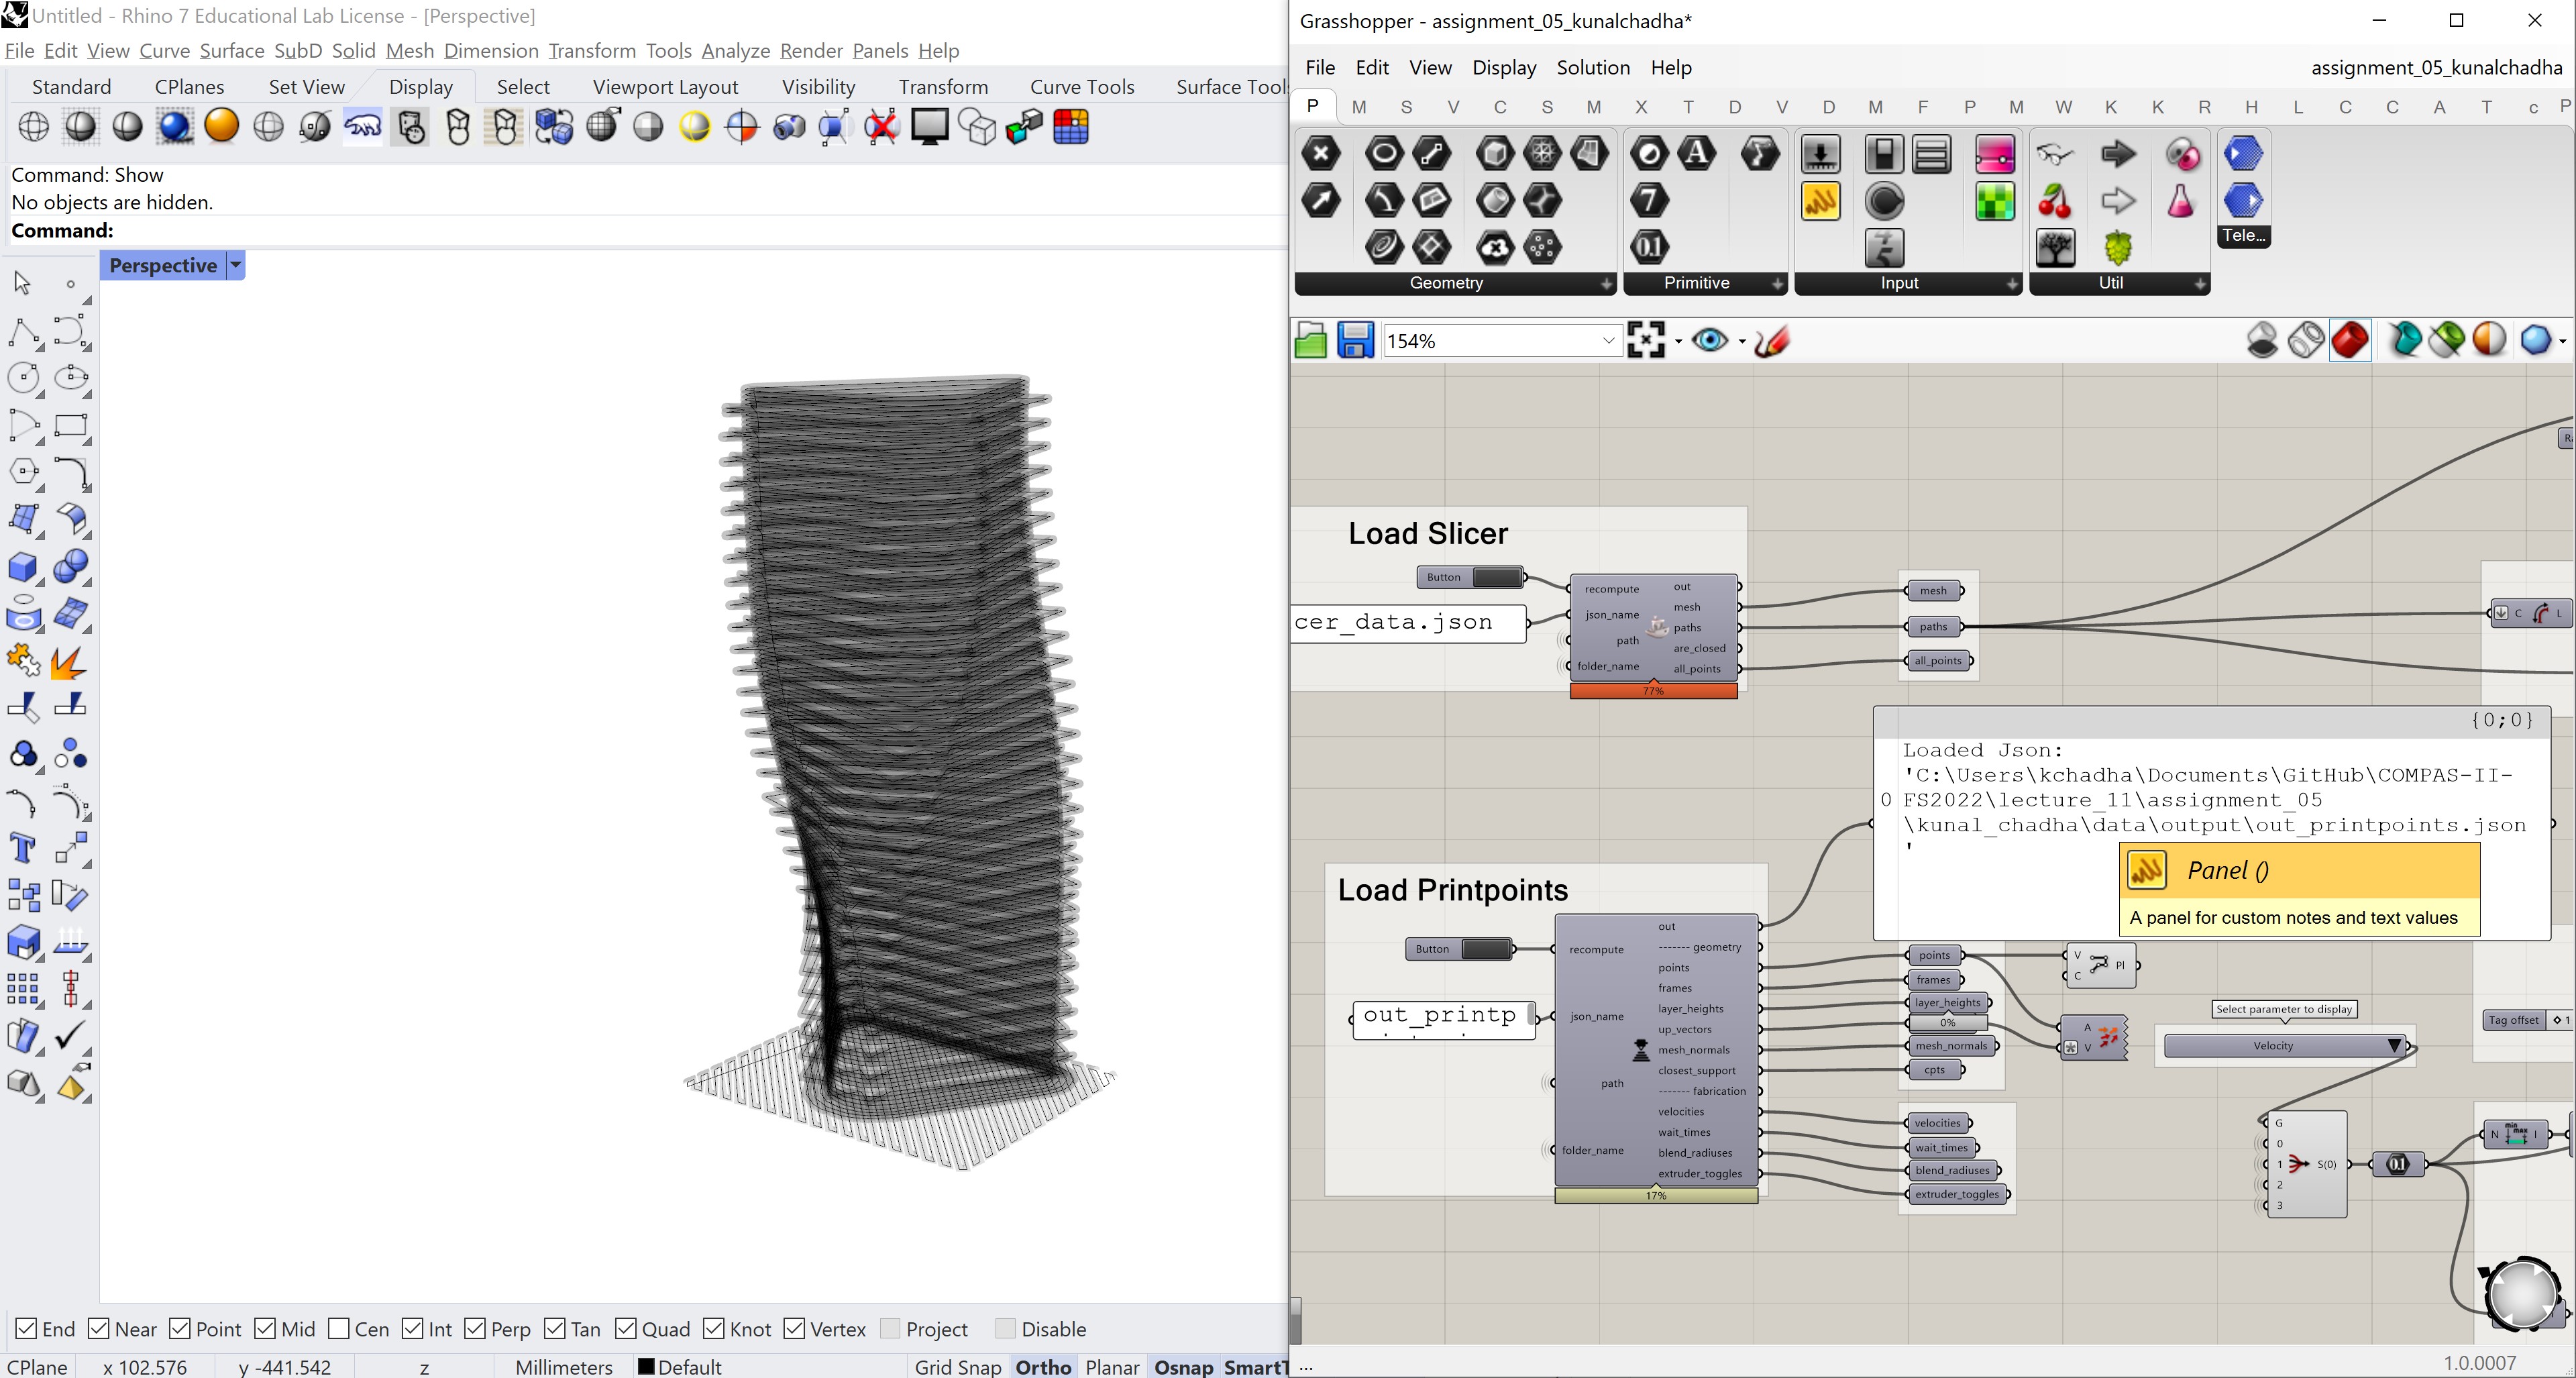 Untitled - Rhino 7 Educational Lab License - [Perspective]
File Edit View Curve Surface SubD Solid Mesh Dimension Transform Tools Analyze Render Panels Help
Standard CPlanes Set View Display Select Viewport Layout Visibility Transform Curve Tools Surface Tools
Command: Show
No objects are hidden.
Command:
Perspective
End Near Point Mid Cen Int Perp Tan Quad Knot Vertex Project Disable
CPlane x 102.576 y -441.542 z Millimeters Default Grid Snap Ortho Planar Osnap SmartT
Grasshopper - assignment_05_kunalchadha*
File Edit View Display Solution Help
assignment_05_kunalchadha
P M S V C S M X T D V D M F P M W K K R H L C C A T c P
Geometry
Primitive
Input
Util
Tele...
154%
Load Slicer
Button
cer_data.json
recompute
json_name
path
folder_name
out
mesh
paths
are_closed
all_points
77%
mesh
paths
all_points
C L
{0;0}
Loaded Json:
'C:\Users\kchadha\Documents\GitHub\COMPAS-II-
0 FS2022\lecture_11\assignment_05
\kunal_chadha\data\output\out_printpoints.json
'
Panel ()
A panel for custom notes and text values
Load Printpoints
Button
out_printp
recompute
json_name
path
folder_name
out
------- geometry
points
frames
layer_heights
up_vectors
mesh_normals
closest_support
------- fabrication
velocities
wait_times
blend_radiuses
extruder_toggles
17%
points
frames
layer_heights
0%
mesh_normals
cpts
velocities
wait_times
blend_radiuses
extruder_toggles
V
C
Pl
A
V
Select parameter to display
Velocity
Tag offset
G
0
1
2
3
S(0)
0.1
N min max I
1.0.0007